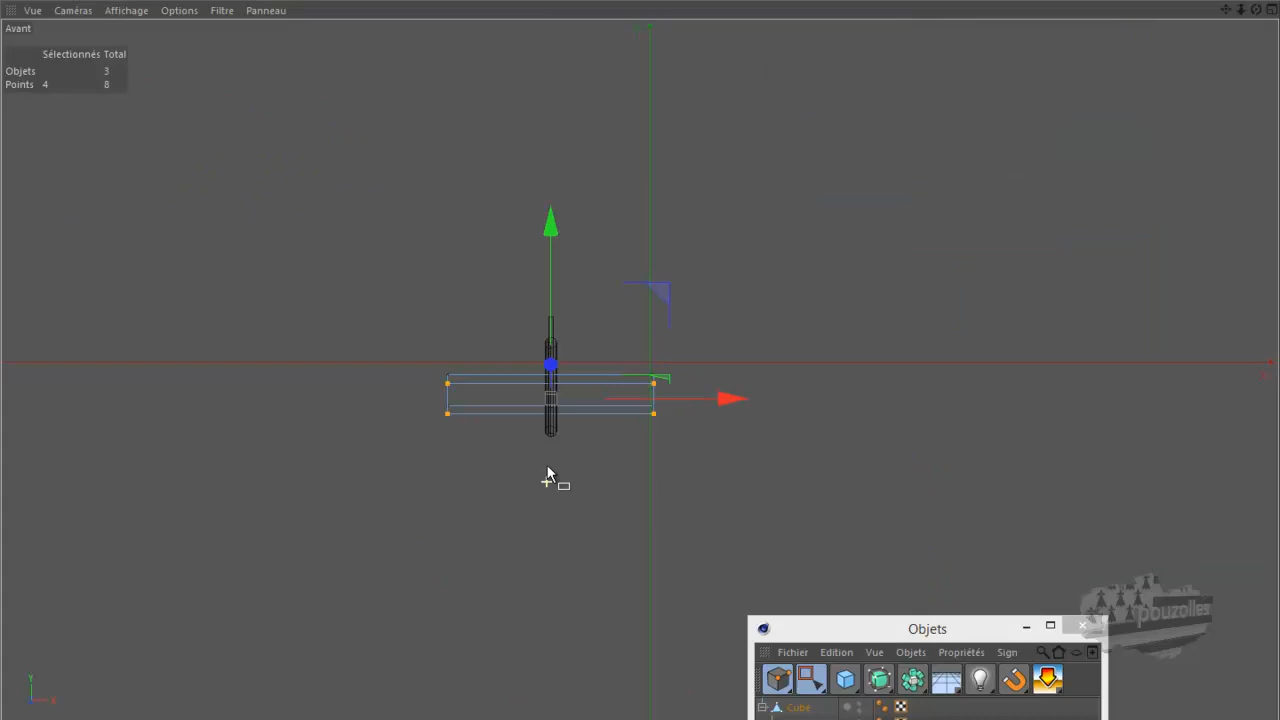 Vue Caméras Affichage Options Filtre Panneau
Avant
Sélectionnés Total
Objets 3
Points 4 8
pouzolles
Objets
Fichier Edition Vue Objets Propriétés Sign
Cube
Y
X